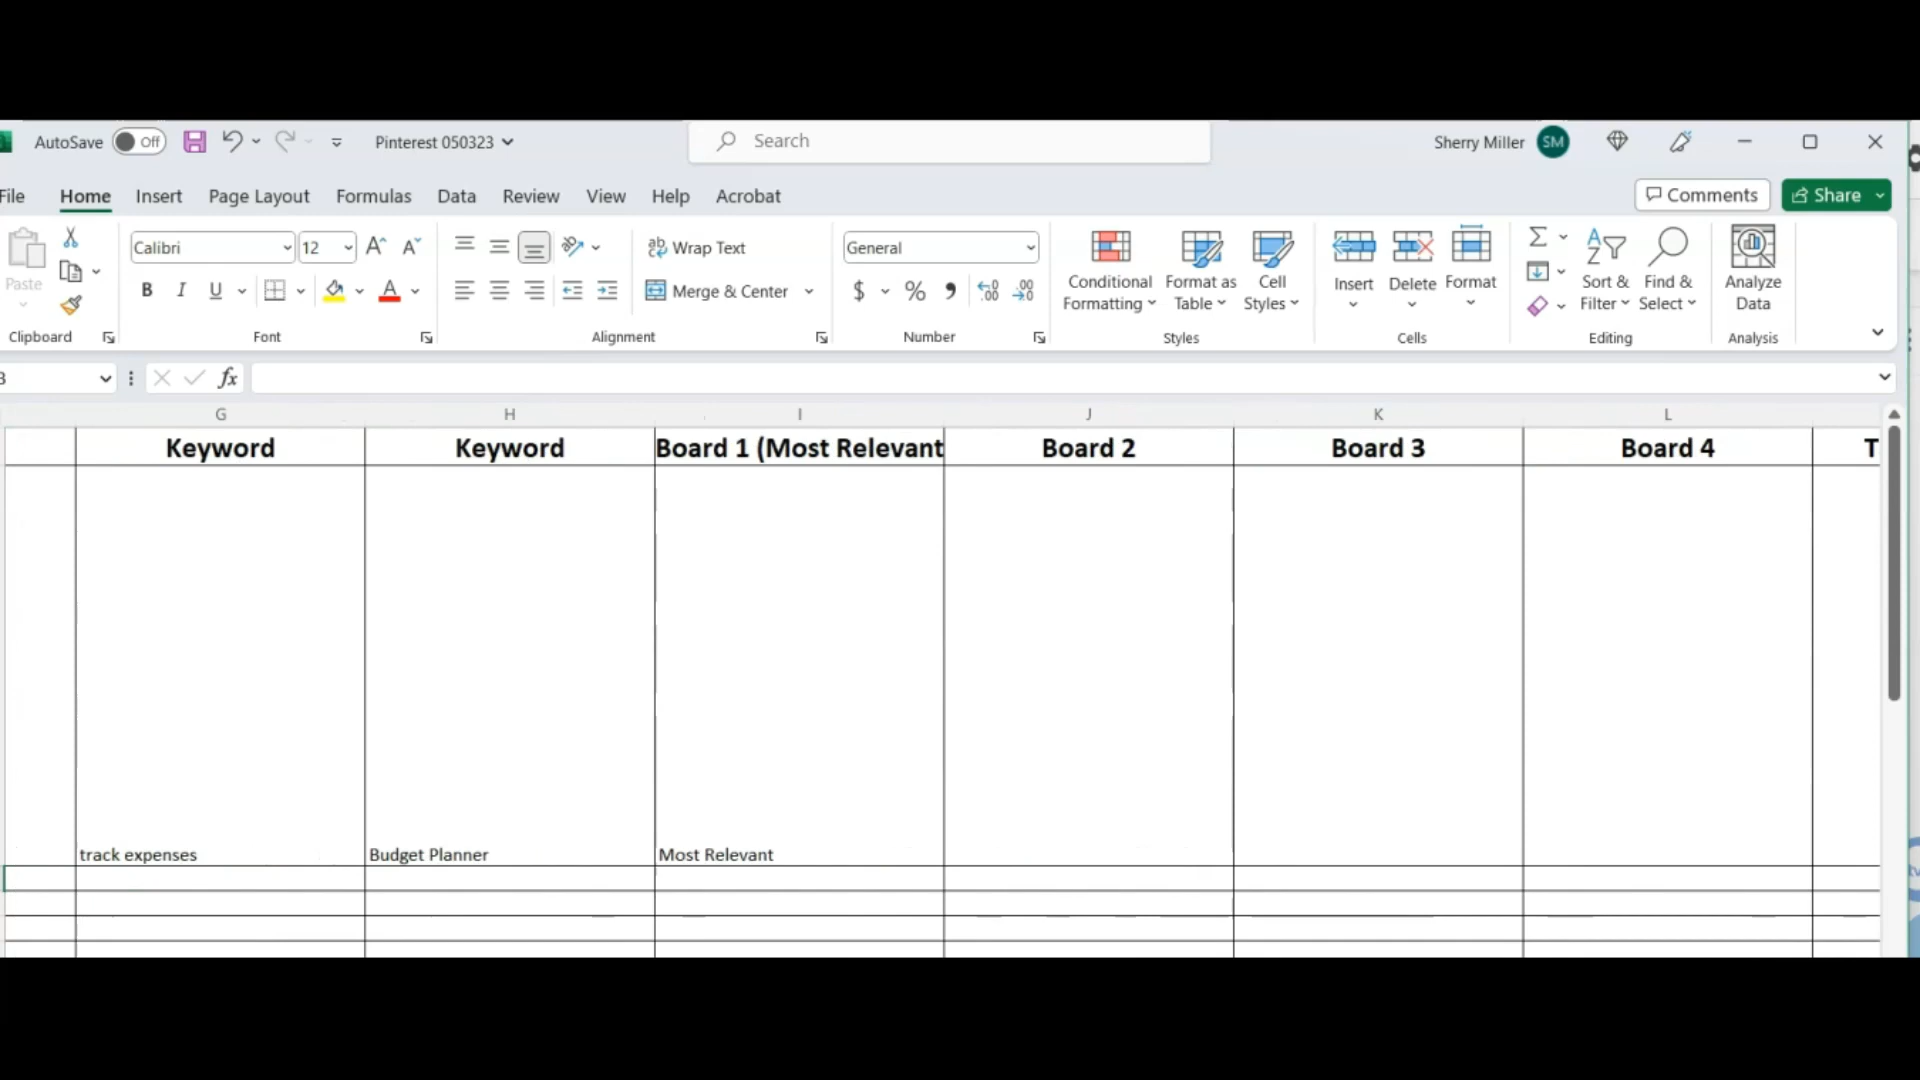 AutoSave Off Pinterest 050323 Search Sherry Miller SM
File Home Insert Page Layout Formulas Data Review View Help Acrobat Comments Share
Paste Calibri 12 Wrap Text General Conditional Formatting Format as Table Cell Styles Insert Delete Format Sort & Filter Find & Select Analyze Data
B I U A Merge & Center $ %
Clipboard Font Alignment Number Styles Cells Editing Analysis
fx
G H I J K L
Keyword Keyword Board 1 (Most Relevant Board 2 Board 3 Board 4 T
track expenses Budget Planner Most Relevant